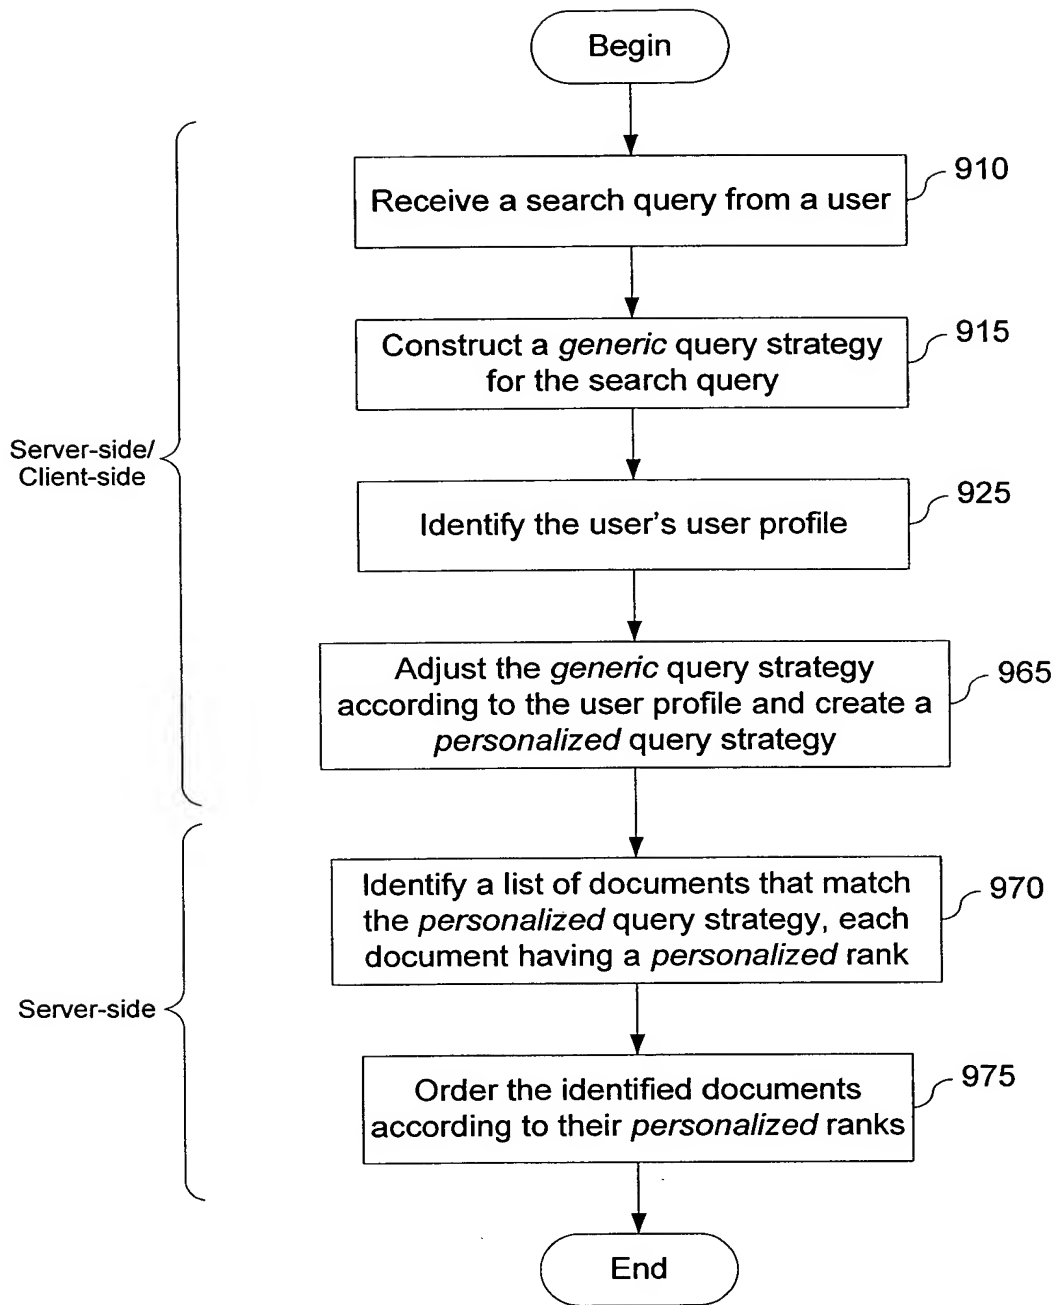 Begin
Receive a search query from a user
910
Construct a generic query strategy
for the search query
915
Server-side/
Client-side
Identify the user's user profile
925
Adjust the generic query strategy
according to the user profile and create a
personalized query strategy
965
Identify a list of documents that match
the personalized query strategy, each
document having a personalized rank
970
Server-side
Order the identified documents
according to their personalized ranks
975
End